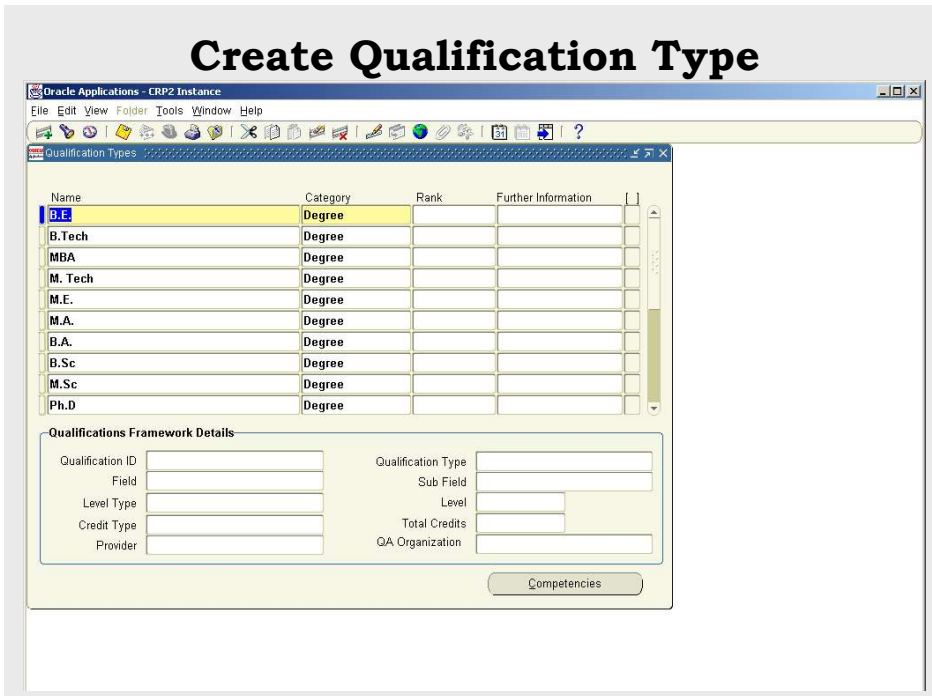 Create Qualification Type
Oracle Applications - CRP2 Instance
File Edit View Folder Tools Window Help
Qualification Types
Name Category Rank Further Information [ ]
B.E. Degree
B.Tech Degree
MBA Degree
M. Tech Degree
M.E. Degree
M.A. Degree
B.A. Degree
B.Sc Degree
M.Sc Degree
Ph.D Degree
Qualifications Framework Details
Qualification ID Qualification Type
Field Sub Field
Level Type Level
Credit Type Total Credits
Provider QA Organization
Competencies